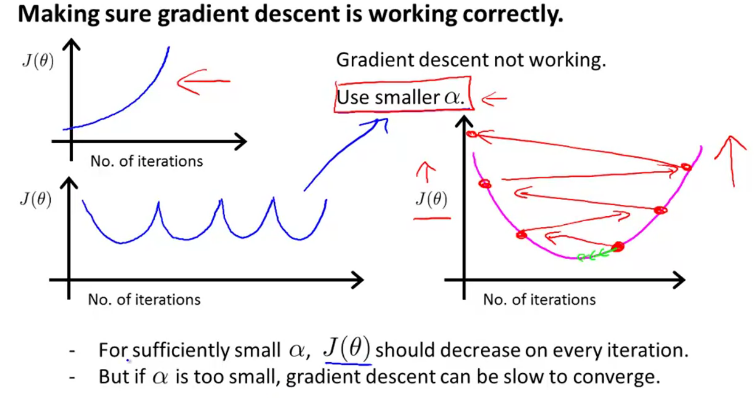 Making sure gradient descent is working correctly.
J(θ)
No. of iterations
Gradient descent not working.
Use smaller α.
J(θ)
No. of iterations
J(θ)
No. of iterations
- For sufficiently small α, J(θ) should decrease on every iteration.
- But if α is too small, gradient descent can be slow to converge.